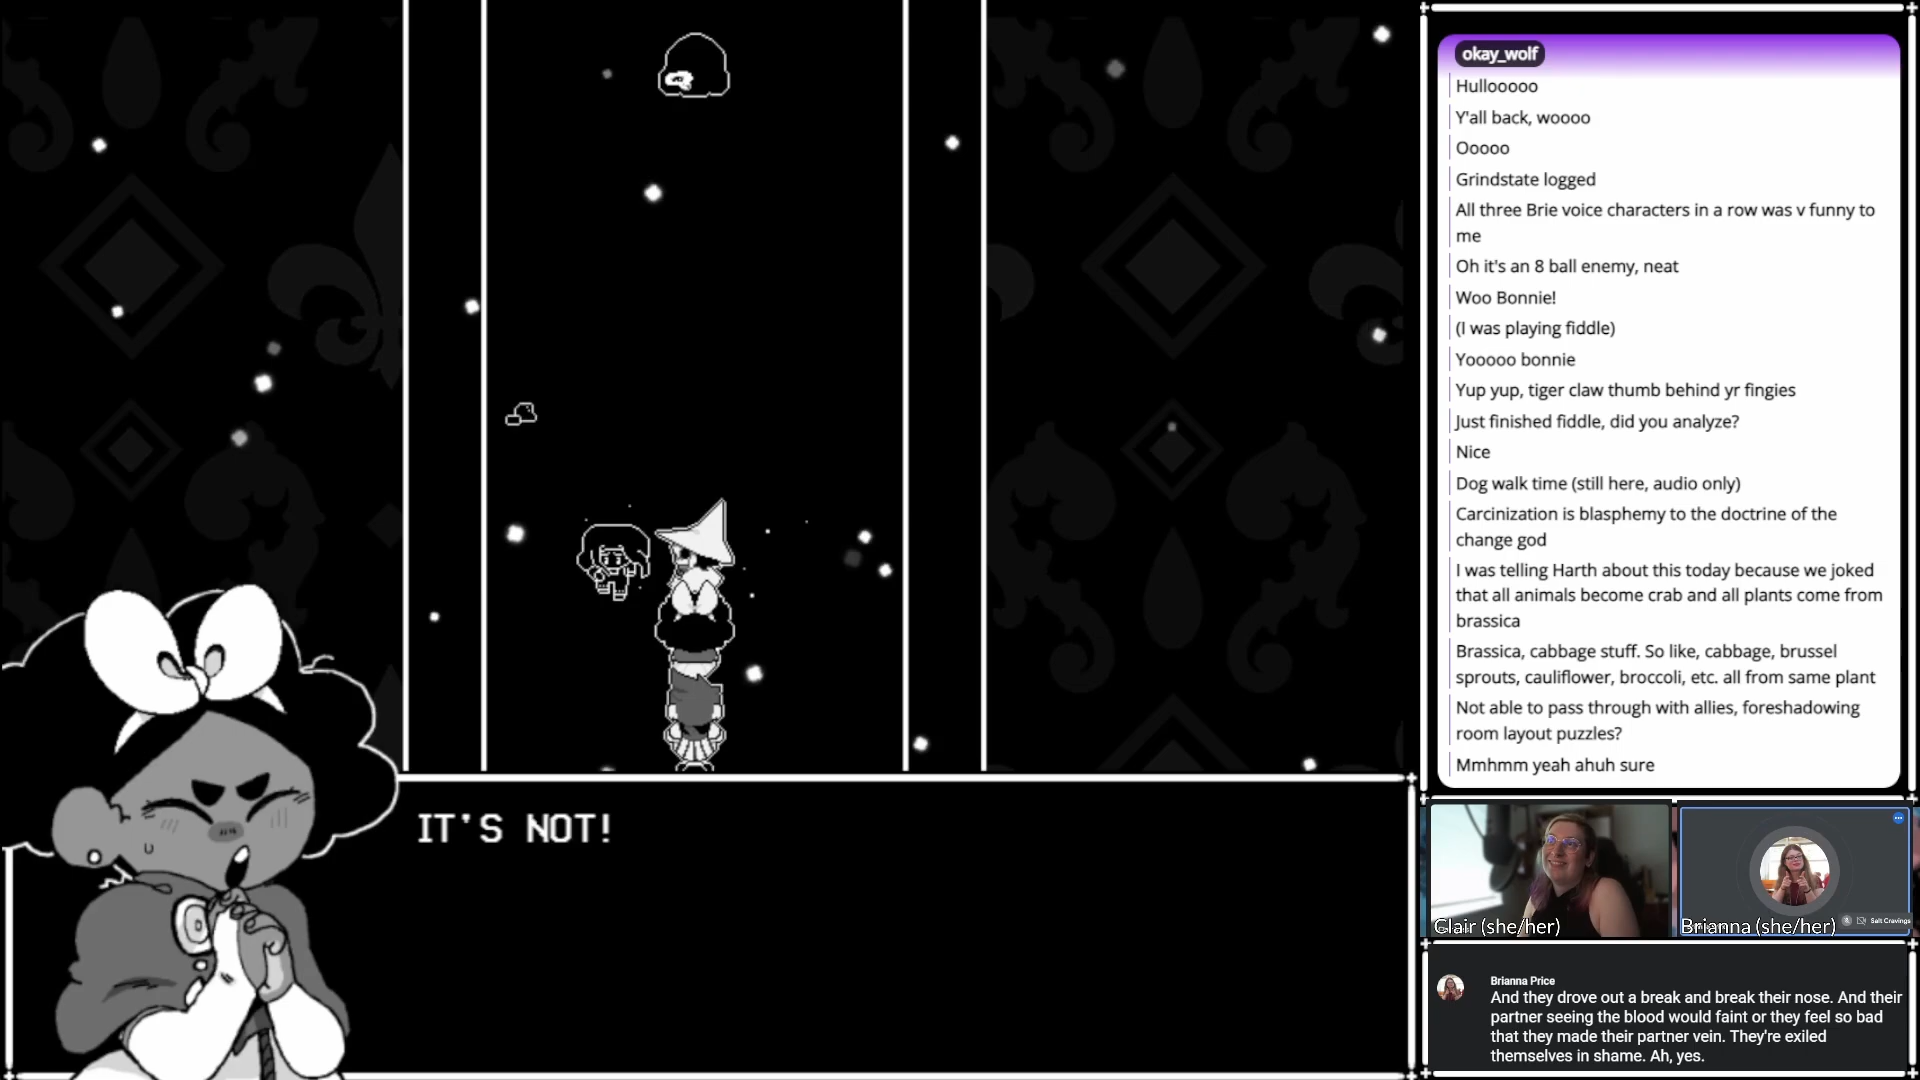 okay_wolf
Hullooooo
Y'all back, woooo
Ooooo
Grindstate logged
All three Brie voice characters in a row was v funny to
me
Oh it's an 8 ball enemy, neat
Woo Bonnie!
(I was playing fiddle)
Yooooo bonnie
Yup yup, tiger claw thumb behind yr fingies
Just finished fiddle, did you analyze?
Nice
Dog walk time (still here, audio only)
Carcinization is blasphemy to the doctrine of the
change god
I was telling Harth about this today because we joked
that all animals become crab and all plants come from
brassica
Brassica, cabbage stuff. So like, cabbage, brussel
sprouts, cauliflower, broccoli, etc. all from same plant
Not able to pass through with allies, foreshadowing
room layout puzzles?
Mmhmm yeah ahuh sure
IT'S NOT!
Clair (she/her)
Brianna (she/her)
Salt Cravings
Brianna Price
And they drove out a break and break their nose. And their
partner seeing the blood would faint or they feel so bad
that they made their partner vein. They're exiled
themselves in shame. Ah, yes.